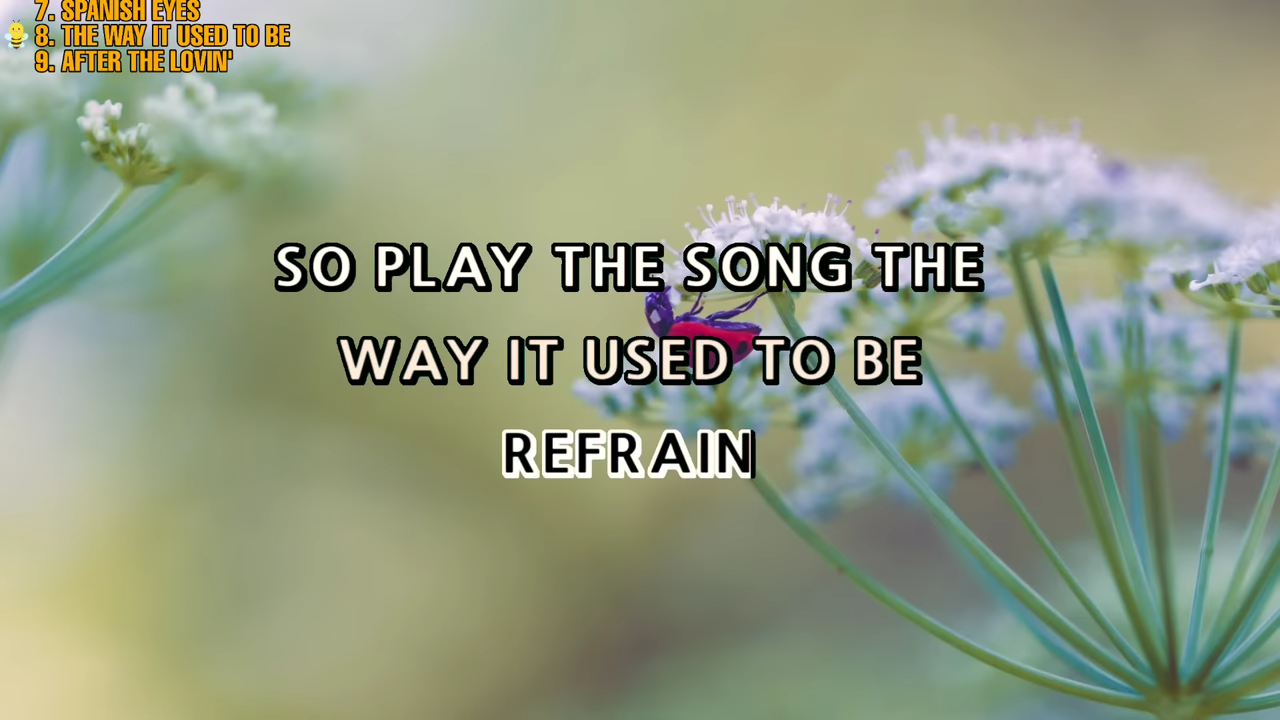 7. SPANISH EYES
8. THE WAY IT USED TO BE
9. AFTER THE LOVIN'
SO PLAY THE SONG THE
WAY IT USED TO BE
REFRAIN